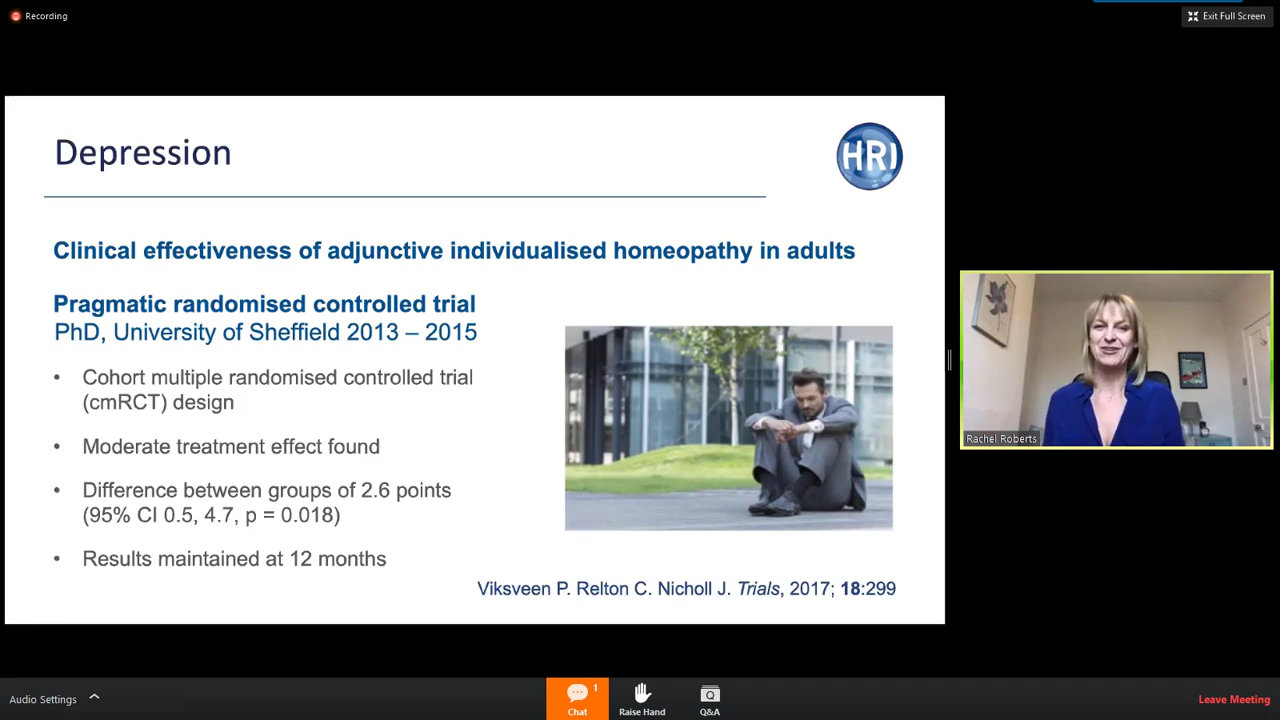 Recording
Exit Full Screen
Depression
HRI
Clinical effectiveness of adjunctive individualised homeopathy in adults
Pragmatic randomised controlled trial
PhD, University of Sheffield 2013 – 2015
• Cohort multiple randomised controlled trial
(cmRCT) design
• Moderate treatment effect found
• Difference between groups of 2.6 points
(95% CI 0.5, 4.7, p = 0.018)
• Results maintained at 12 months
Viksveen P. Relton C. Nicholl J. Trials, 2017; 18:299
Rachel Roberts
Audio Settings
1
Chat
Raise Hand
Q
Q&A
Leave Meeting